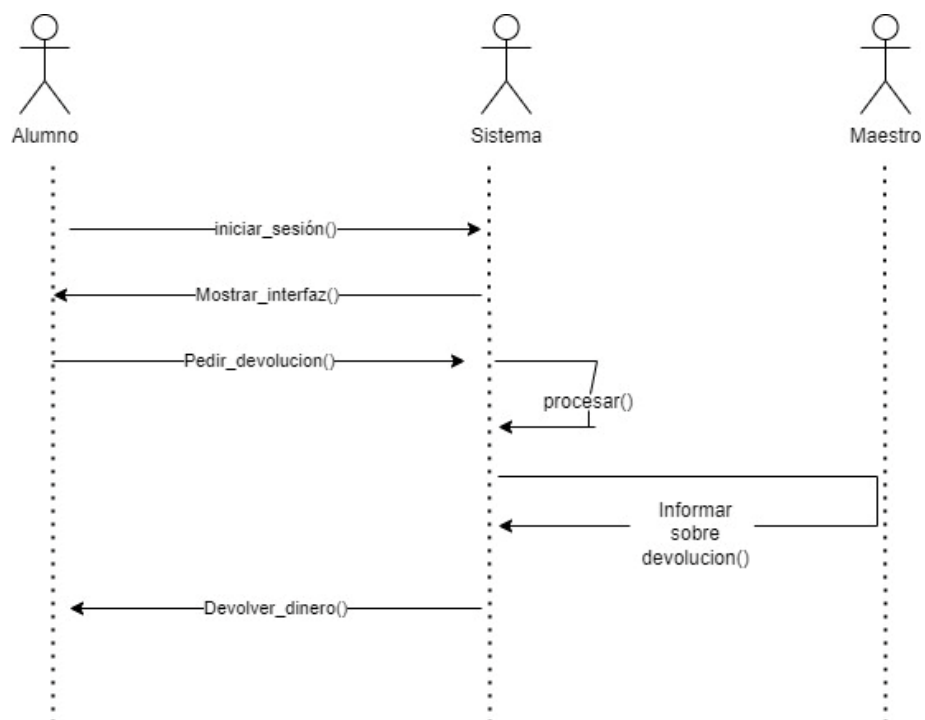 Alumno
Sistema
Maestro
iniciar_sesión()
Mostrar_interfaz()
Pedir_devolucion()
procesar()
Informar
sobre
devolucion()
Devolver_dinero()